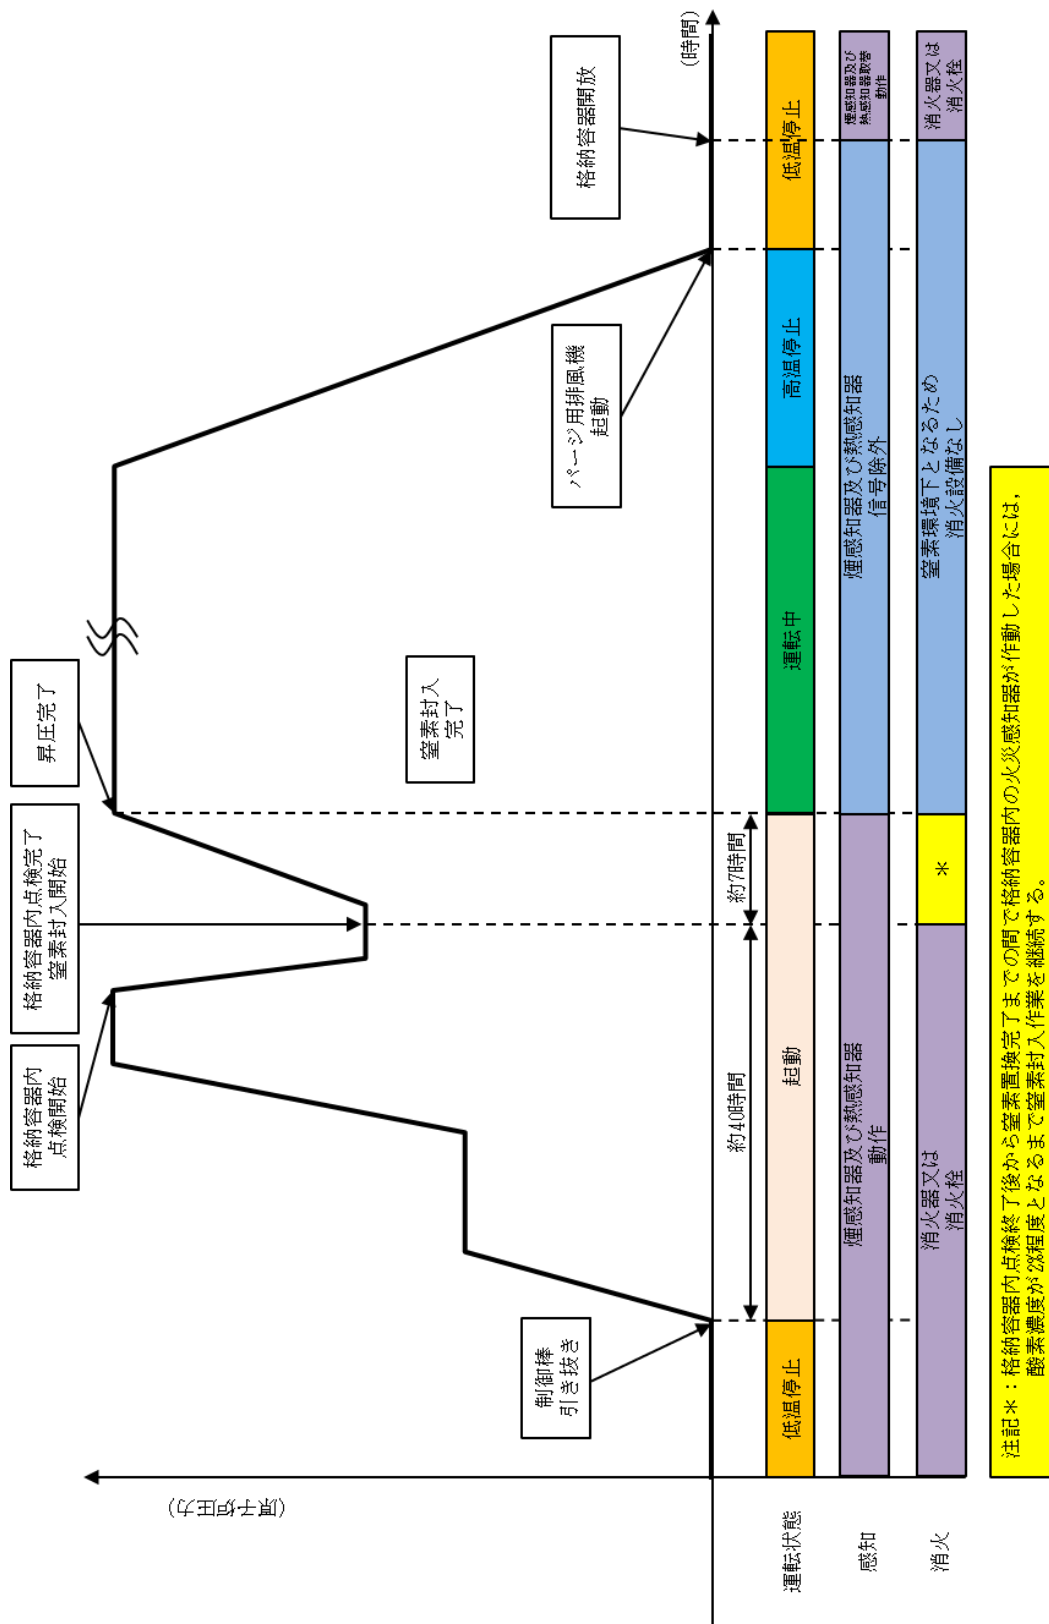 格納容器内
点検開始
格納容器内点検完了
窒素封入開始
昇圧完了
窒素封入
完了
制御棒
引き抜き
パージ用排風機
起動
格納容器開放
(原子炉圧力)
(時間)
約40時間
約7時間
運転状態
低温停止
起動
運転中
高温停止
低温停止
感知
煙感知器及び熱感知器
動作
煙感知器及び熱感知器
信号除外
煙感知器及び
熱感知器取替
動作
消火
消火器又は
消火栓
*
窒素環境下となるため
消火設備なし
消火器又は
消火栓
注記*：格納容器内点検終了後から窒素置換完了までの間で格納容器内の火災感知器が作動した場合には，
酸素濃度が2%程度となるまで窒素封入作業を継続する。